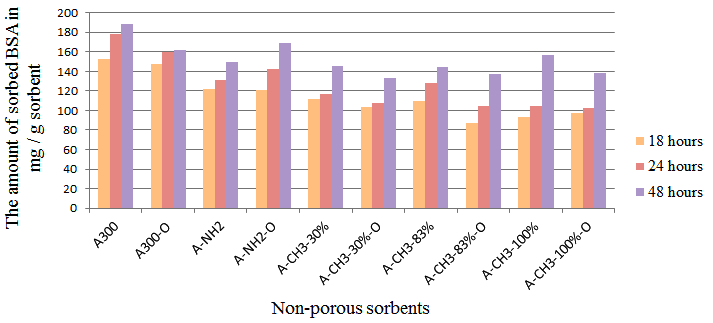 The amount of sorbed BSA in
mg / g sorbent
200
180
160
140
120
100
80
60
40
20
0
A300
A300-O
A-NH2
A-NH2-O
A-CH3-30%
A-CH3-30%-O
A-CH3-83%
A-CH3-83%-O
A-CH3-100%
A-CH3-100%-O
18 hours
24 hours
48 hours
Non-porous sorbents